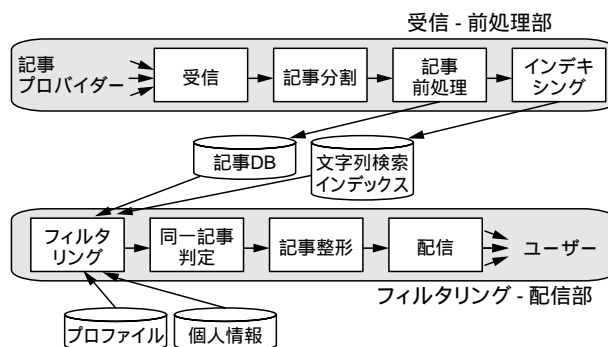 受信 - 前処理部
記事
プロバイダー
受信
記事分割
記事
前処理
インデキ
シング
記事DB
文字列検索
インデックス
フィルタ
リング
同一記事
判定
記事整形
配信
ユーザー
フィルタリング - 配信部
プロファイル
個人情報